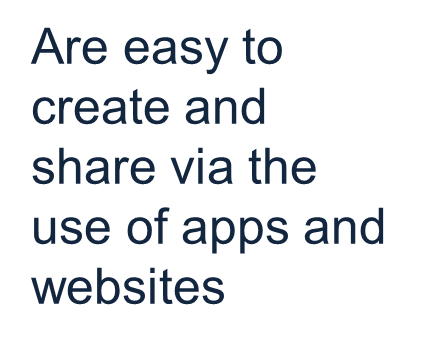 Are easy to
create and
share via the
use of apps and
websites